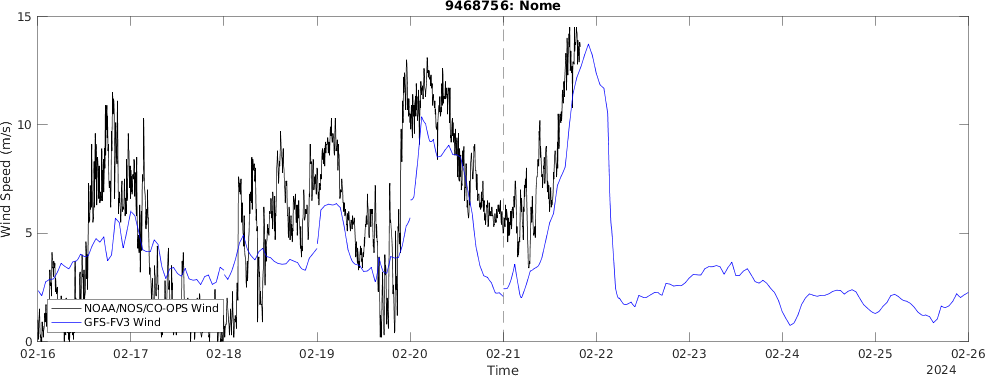 9468756: Nome
15
10
5
0
Wind Speed (m/s)
NOAA/NOS/CO-OPS Wind
GFS-FV3 Wind
02-16 02-17 02-18 02-19 02-20 02-21 02-22 02-23 02-24 02-25 02-26
Time
2024